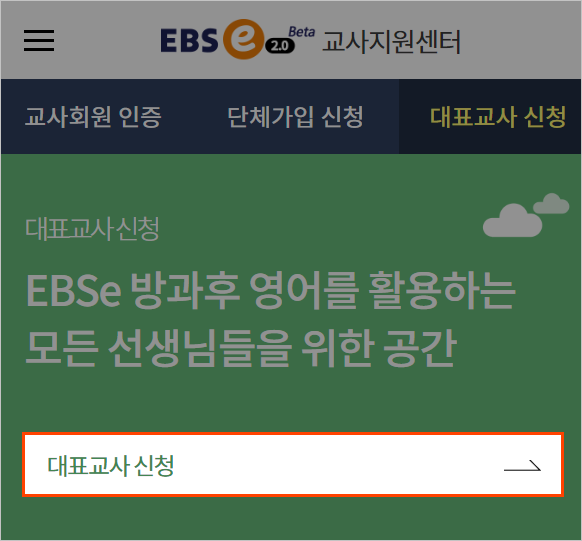 EBS e 2.0 Beta 교사지원센터
교사회원 인증 단체가입 신청 대표교사 신청
대표교사 신청
EBSe 방과후 영어를 활용하는
모든 선생님들을 위한 공간
대표교사 신청